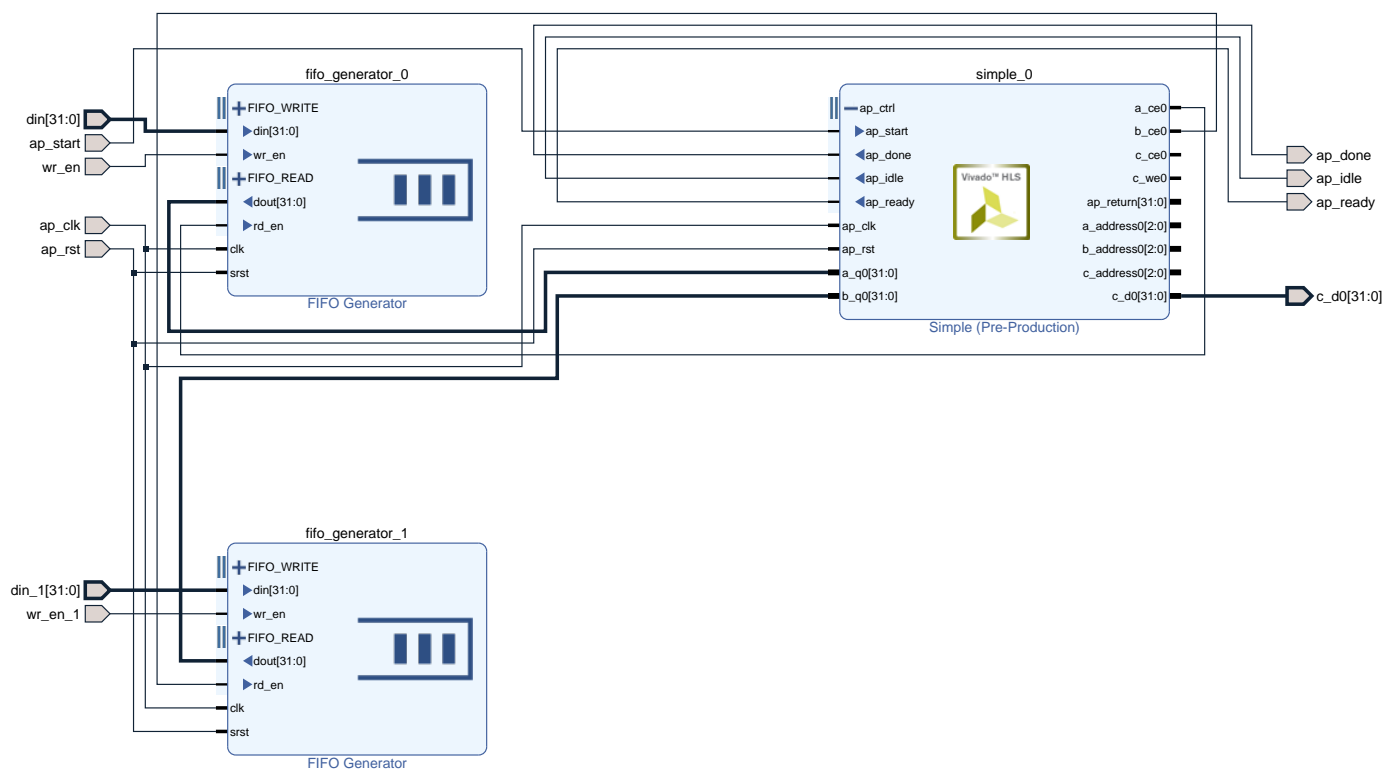 fifo_generator_0
simple_0
din[31:0]
ap_start
wr_en
ap_clk
ap_rst
FIFO_WRITE
din[31:0]
wr_en
FIFO_READ
dout[31:0]
rd_en
clk
srst
FIFO Generator
ap_ctrl
ap_start
ap_done
ap_idle
ap_ready
ap_clk
ap_rst
a_q0[31:0]
b_q0[31:0]
Vivado™ HLS
a_ce0
b_ce0
c_ce0
c_we0
ap_return[31:0]
a_address0[2:0]
b_address0[2:0]
c_address0[2:0]
c_d0[31:0]
Simple (Pre-Production)
ap_done
ap_idle
ap_ready
c_d0[31:0]
fifo_generator_1
din_1[31:0]
wr_en_1
FIFO_WRITE
din[31:0]
wr_en
FIFO_READ
dout[31:0]
rd_en
clk
srst
FIFO Generator